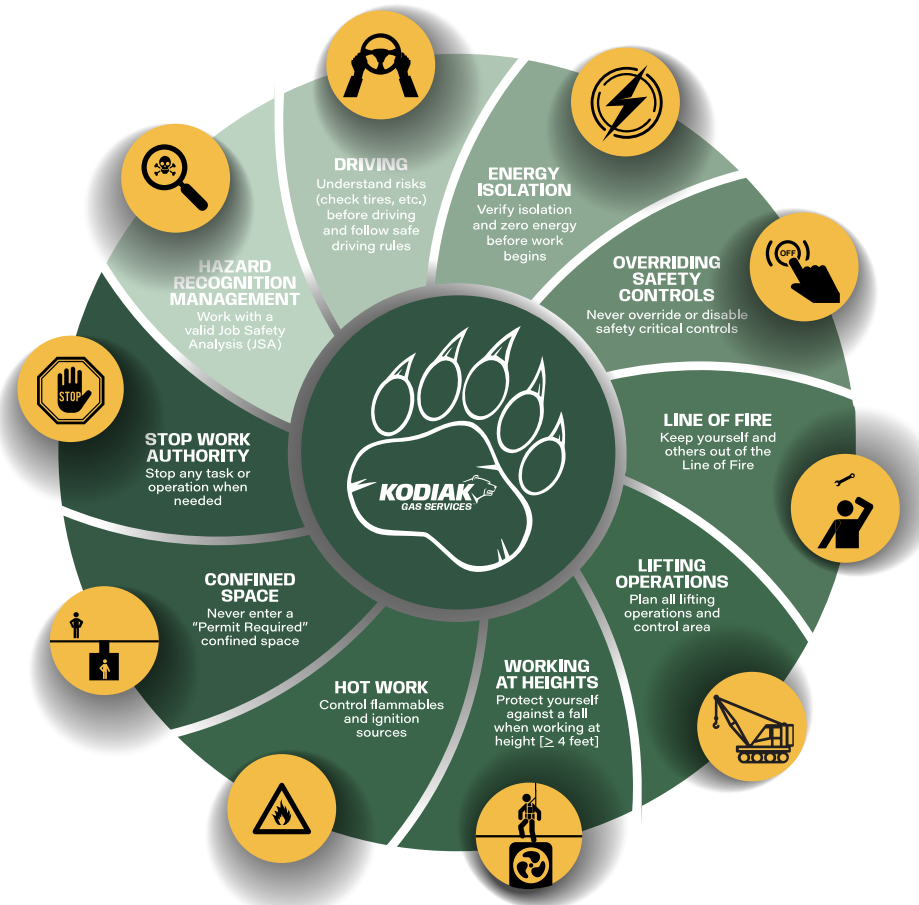 DRIVING
Understand risks
(check tires, etc.)
before driving
and follow safe
driving rules
ENERGY
ISOLATION
Verify isolation
and zero energy
before work
begins
OVERRIDING
SAFETY
CONTROLS
Never override or disable
safety critical controls
OFF
LINE OF FIRE
Keep yourself and
others out of the
Line of Fire
LIFTING
OPERATIONS
Plan all lifting
operations and
control area
WORKING
AT HEIGHTS
Protect yourself
against a fall
when working at
height [≥ 4 feet]
HOT WORK
Control flammables
and ignition
sources
CONFINED
SPACE
Never enter a
"Permit Required"
confined space
STOP WORK
AUTHORITY
Stop any task or
operation when
needed
STOP
HAZARD
RECOGNITION
MANAGEMENT
Work with a
valid Job Safety
Analysis (JSA)
KODIAK
GAS SERVICES